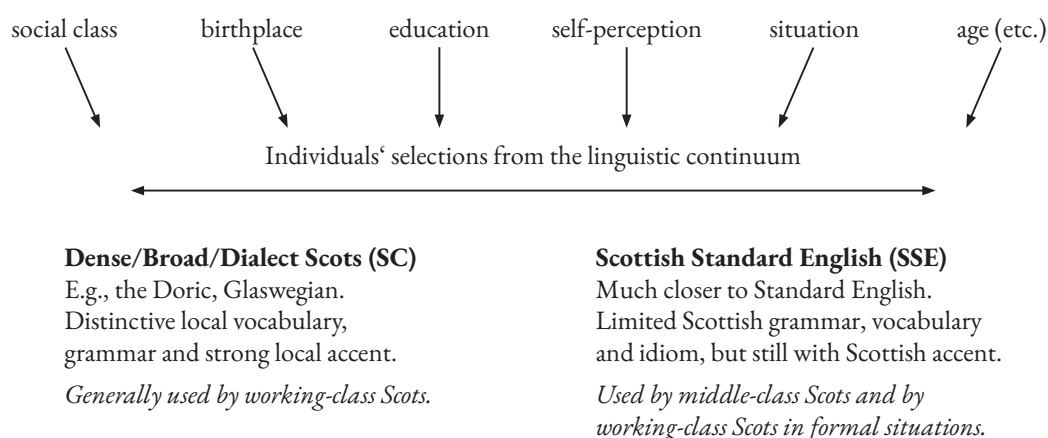 social class birthplace education self-perception situation age (etc.)
Individuals‘ selections from the linguistic continuum
Dense/Broad/Dialect Scots (SC)
E.g., the Doric, Glaswegian.
Distinctive local vocabulary,
grammar and strong local accent.
Generally used by working-class Scots.
Scottish Standard English (SSE)
Much closer to Standard English.
Limited Scottish grammar, vocabulary
and idiom, but still with Scottish accent.
Used by middle-class Scots and by
working-class Scots in formal situations.